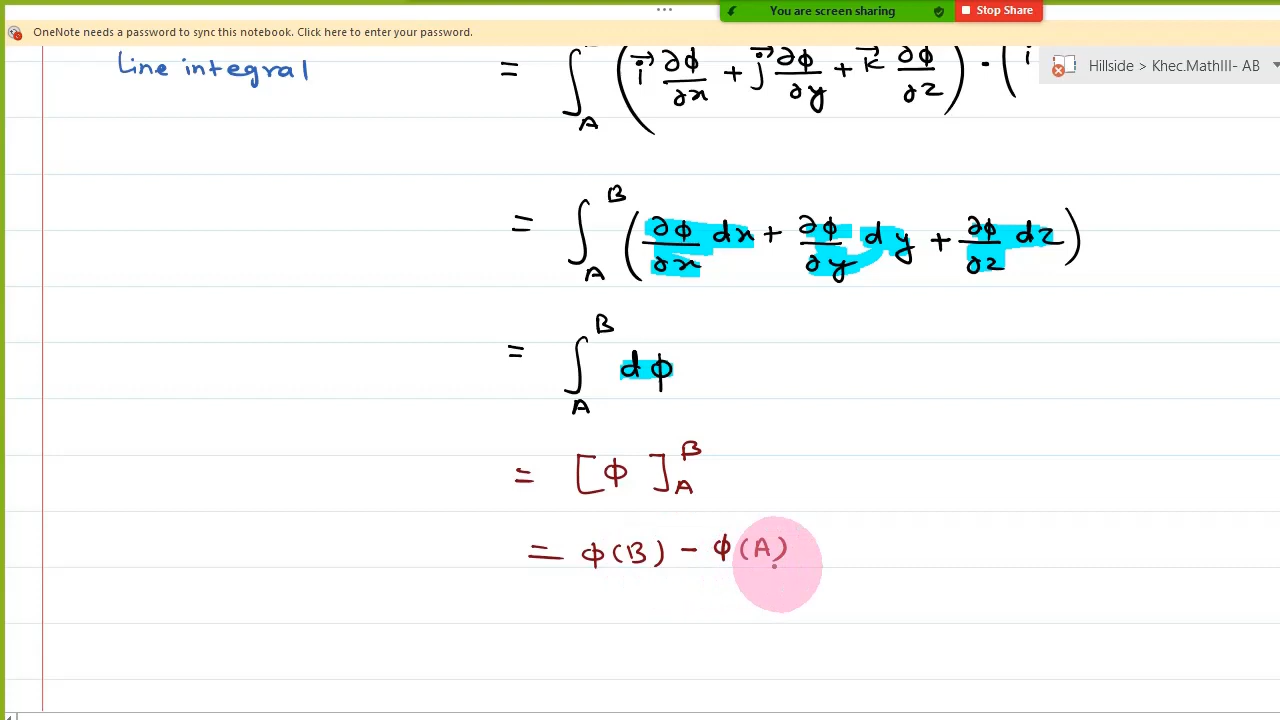 You are screen sharing Stop Share
OneNote needs a password to sync this notebook. Click here to enter your password.
Line integral = ∫_A (i⃗ ∂ϕ/∂x + j⃗ ∂ϕ/∂y + k⃗ ∂ϕ/∂z) · (i
Hillside > Khec.MathIII- AB
= ∫_A^B (∂ϕ/∂x dx + ∂ϕ/∂y dy + ∂ϕ/∂z dz)
= ∫_A^B dϕ
= [ϕ]_A^B
= ϕ(B) - ϕ(A)